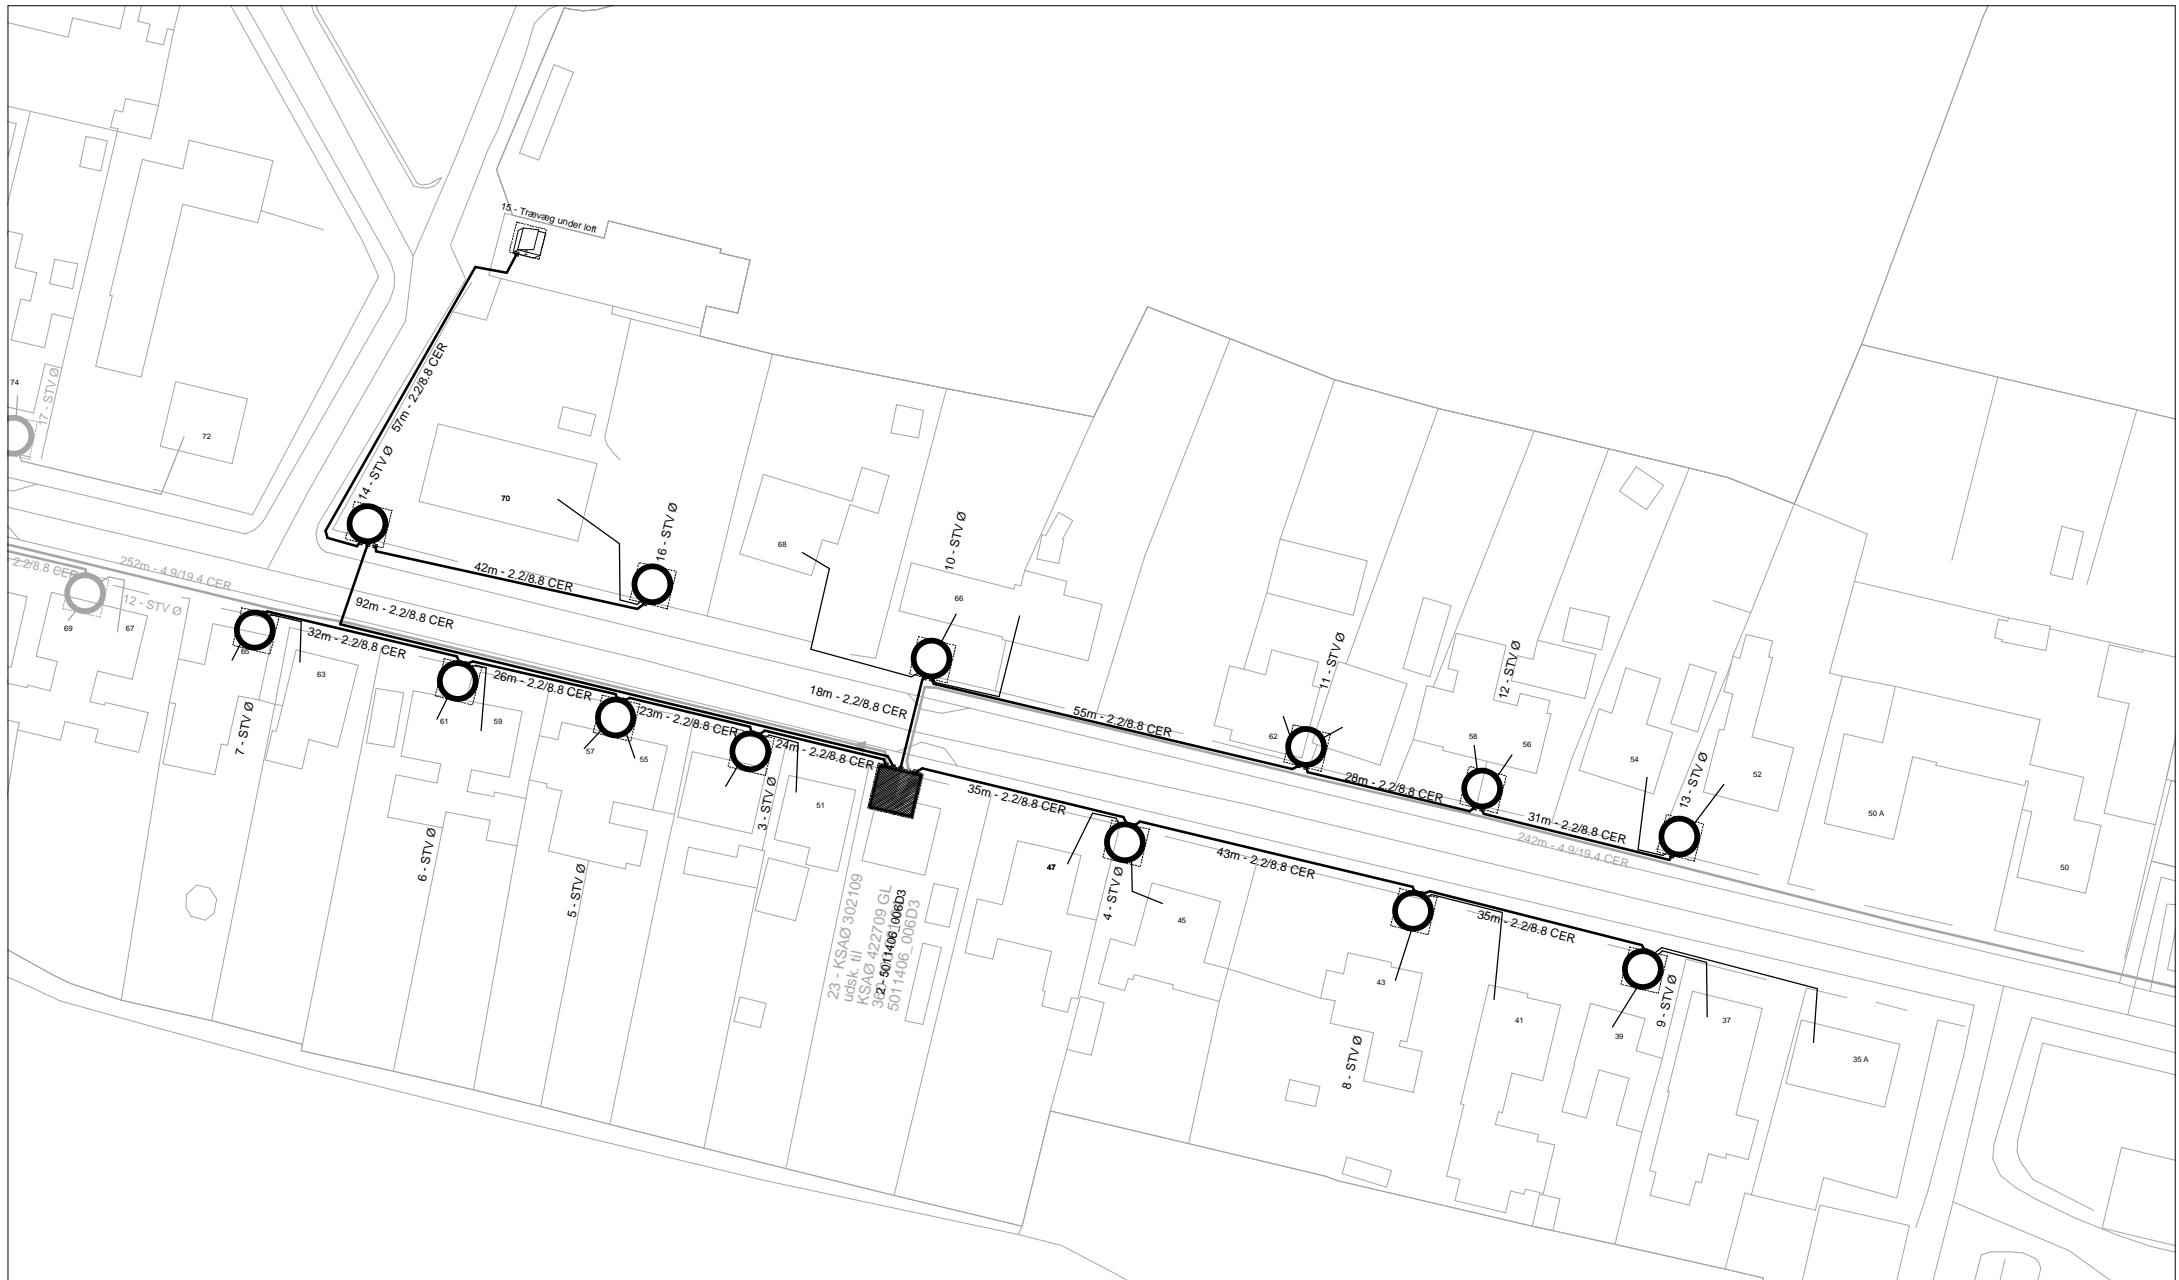 15 - Trævæg under loft
57m - 2.2/8.8 CER
74
17 - STV Ø
72
14 - STV Ø
70
16 - STV Ø
68
10 - STV Ø
252m - 4.9/19.4 CER
2.2/8.8 CER
42m - 2.2/8.8 CER
12 - STV Ø
92m - 2.2/8.8 CER
66
69
67
32m - 2.2/8.8 CER
65
63
26m - 2.2/8.8 CER
18m - 2.2/8.8 CER
11 - STV Ø
12 - STV Ø
7 - STV Ø
61
59
23m - 2.2/8.8 CER
55m - 2.2/8.8 CER
57
55
24m - 2.2/8.8 CER
62
58
56
54
52
13 - STV Ø
28m - 2.2/8.8 CER
3 - STV Ø
51
35m - 2.2/8.8 CER
31m - 2.2/8.8 CER
242m - 4.9/19.4 CER
50 A
50
6 - STV Ø
5 - STV Ø
47
4 - STV Ø
43m - 2.2/8.8 CER
45
35m - 2.2/8.8 CER
23 - KSAØ 302109
udsk. til
KSAØ 422709 GL
2 - 5011406_006D3
5011406_006D3
43
41
39
9 - STV Ø
37
35 A
8 - STV Ø